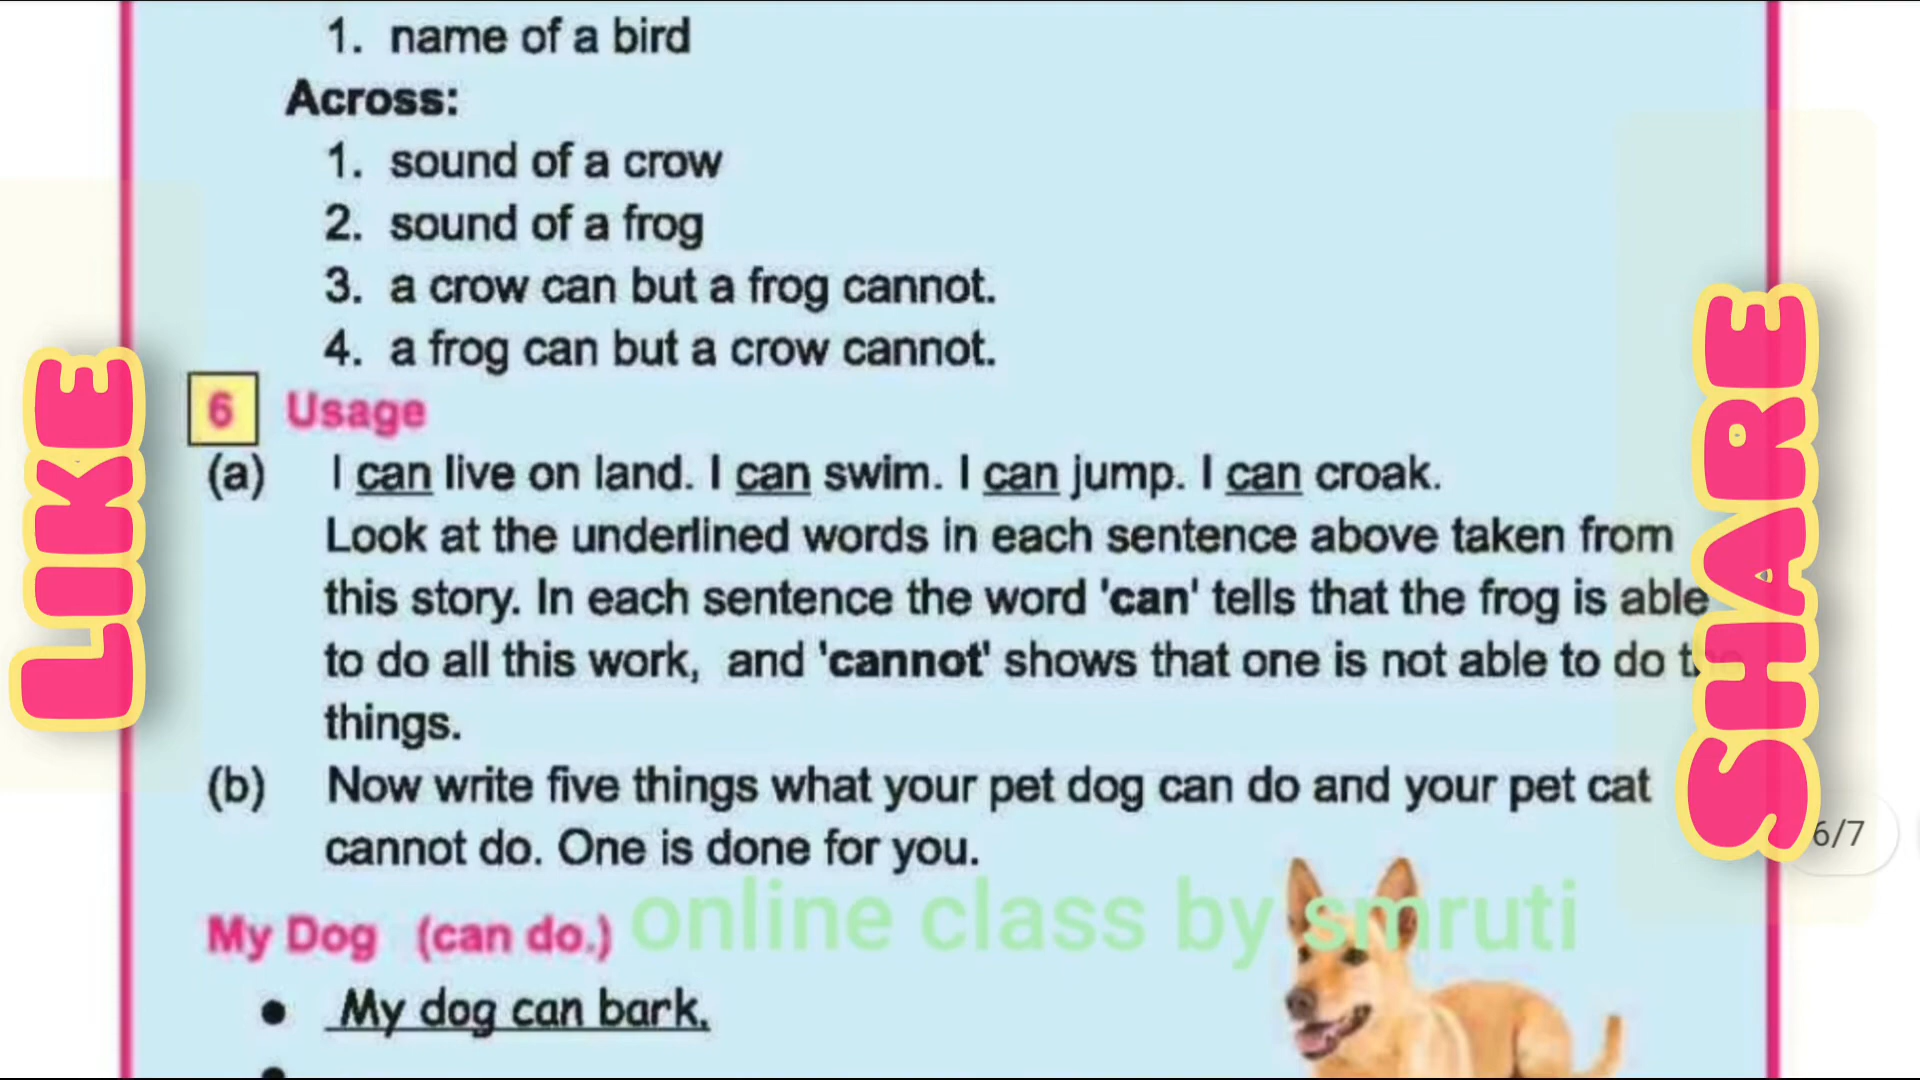 1. name of a bird
Across:
1. sound of a crow
2. sound of a frog
3. a crow can but a frog cannot.
4. a frog can but a crow cannot.
6 Usage
(a) I can live on land. I can swim. I can jump. I can croak.
Look at the underlined words in each sentence above taken from
this story. In each sentence the word 'can' tells that the frog is able
to do all this work, and 'cannot' shows that one is not able to do
things.
(b) Now write five things what your pet dog can do and your pet cat
cannot do. One is done for you.
My Dog (can do.)
online class by smruti
• My dog can bark.
LIKE
SHARE
6/7